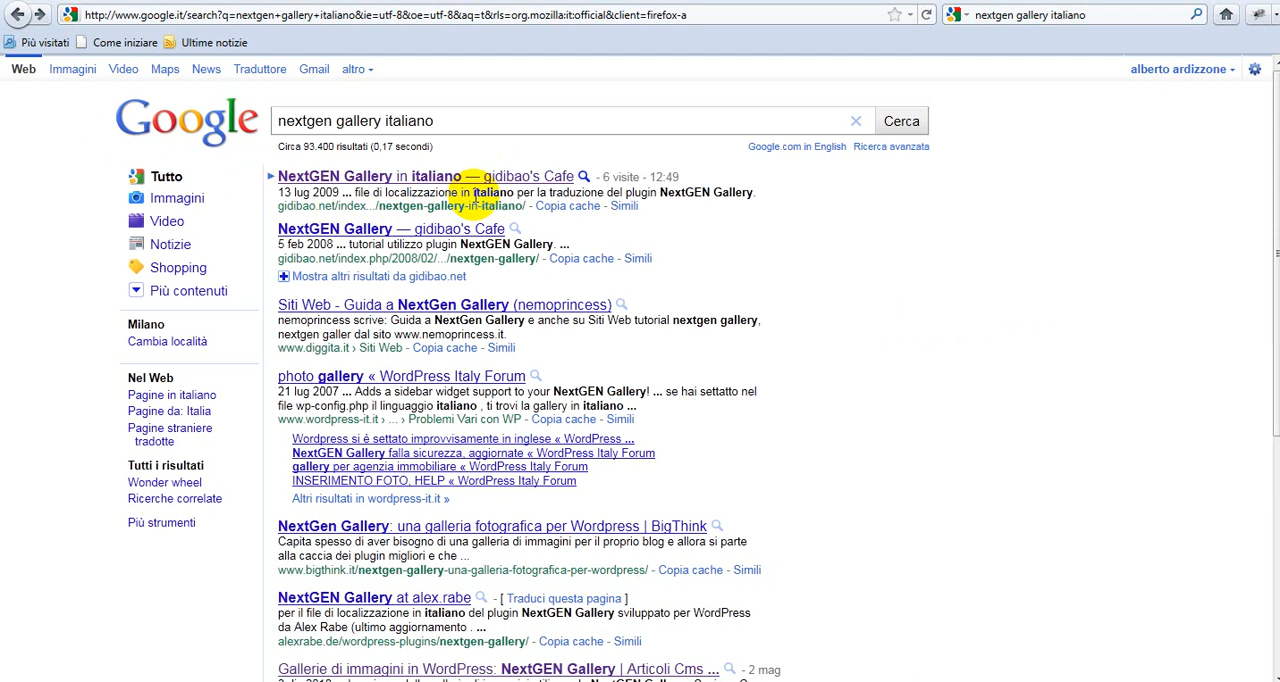 http://www.google.it/search?q=nextgen+gallery+italiano&ie=utf-8&oe=utf-8&aq=t&rls=org.mozilla:it:official&client=firefox-a
nextgen gallery italiano
Più visitati Come iniziare Ultime notizie
Web Immagini Video Maps News Traduttore Gmail altro
alberto ardizzone
Google
nextgen gallery italiano
Cerca
Circa 93.400 risultati (0,17 secondi)
Google.com in English Ricerca avanzata
Tutto
Immagini
Video
Notizie
Shopping
Più contenuti
Milano
Cambia località
Nel Web
Pagine in italiano
Pagine da: Italia
Pagine straniere
tradotte
Tutti i risultati
Wonder wheel
Ricerche correlate
Più strumenti
NextGEN Gallery in italiano — gidibao's Cafe - 6 visite - 12:49
13 lug 2009 ... file di localizzazione in italiano per la traduzione del plugin NextGEN Gallery.
gidibao.net/index.../nextgen-gallery-in-italiano/ - Copia cache - Simili
NextGEN Gallery — gidibao's Cafe
5 feb 2008 ... tutorial utilizzo plugin NextGEN Gallery. ...
gidibao.net/index.php/2008/02/.../nextgen-gallery/ - Copia cache - Simili
Mostra altri risultati da gidibao.net
Siti Web - Guida a NextGen Gallery (nemoprincess)
nemoprincess scrive: Guida a NextGen Gallery e anche su Siti Web tutorial nextgen gallery,
nextgen galler dal sito www.nemoprincess.it.
www.diggita.it › Siti Web - Copia cache - Simili
photo gallery « WordPress Italy Forum
21 lug 2007 ... Adds a sidebar widget support to your NextGEN Gallery! ... se hai settato nel
file wp-config.php il linguaggio italiano , ti trovi la gallery in italiano ...
www.wordpress-it.it › ... › Problemi Vari con WP - Copia cache - Simili
Wordpress si è settato improvvisamente in inglese « WordPress ...
NextGEN Gallery falla sicurezza, aggiornate « WordPress Italy Forum
gallery per agenzia immobiliare « WordPress Italy Forum
INSERIMENTO FOTO, HELP « WordPress Italy Forum
Altri risultati in wordpress-it.it »
NextGen Gallery: una galleria fotografica per Wordpress | BigThink
Capita spesso di aver bisogno di una galleria di immagini per il proprio blog e allora si parte
alla caccia dei plugin migliori e che ...
www.bigthink.it/nextgen-gallery-una-galleria-fotografica-per-wordpress/ - Copia cache - Simili
NextGEN Gallery at alex.rabe - [ Traduci questa pagina ]
per il file di localizzazione in italiano del plugin NextGEN Gallery sviluppato per WordPress
da Alex Rabe (ultimo aggiornamento . ...
alexrabe.de/wordpress-plugins/nextgen-gallery/ - Copia cache - Simili
Gallerie di immagini in WordPress: NextGEN Gallery | Articoli Cms ... - 2 mag